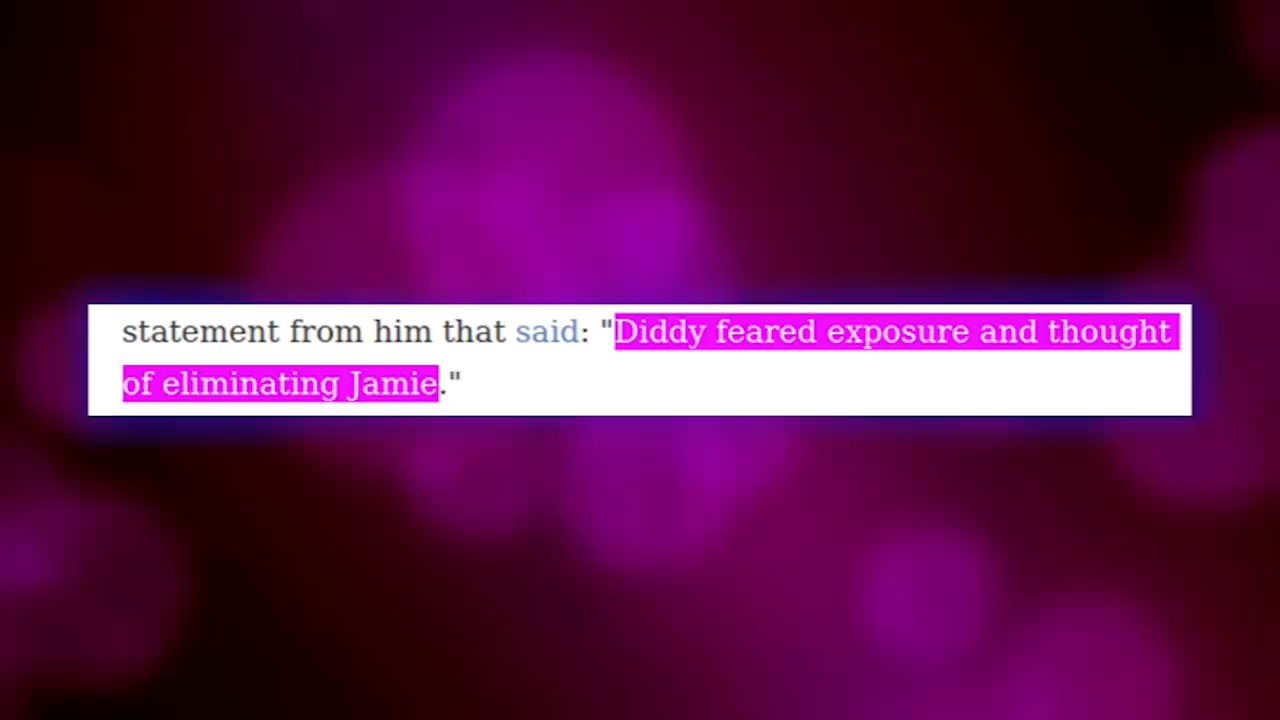 statement from him that said: "Diddy feared exposure and thought
of eliminating Jamie."